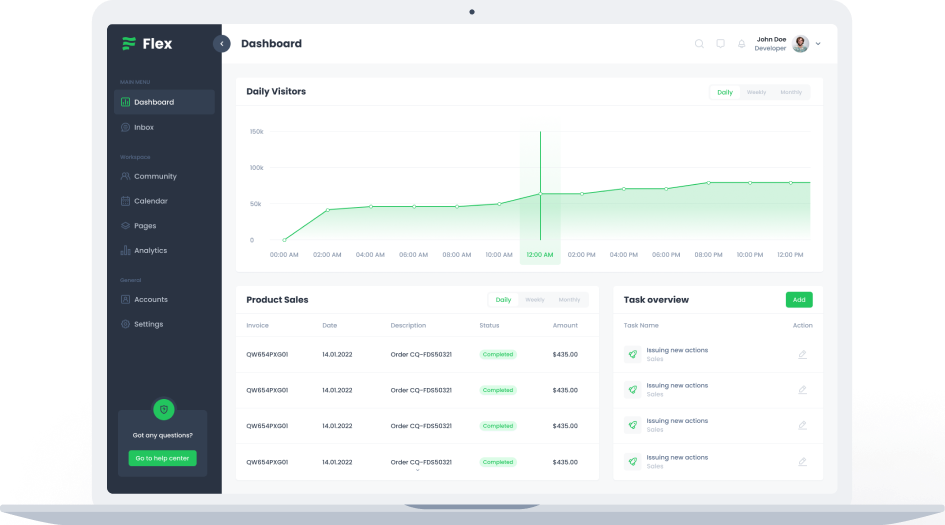 Flex
MAIN MENU
Dashboard
Inbox
Workspace
Community
Calendar
Pages
Analytics
General
Accounts
Settings
Got any questions?
Go to help center
Dashboard
John Doe
Developer
Daily Visitors
Daily Weekly Monthly
150k
100k
50k
0
00:00 AM 02:00 AM 04:00 AM 06:00 AM 08:00 AM 10:00 AM 12:00 AM 02:00 PM 04:00 PM 06:00 PM 08:00 PM 10:00 PM 12:00 PM
Product Sales
Daily Weekly Monthly
Invoice Date Description Status Amount
QW654PXG01 14.01.2022 Order CQ-FDS50321 Completed $435.00
QW654PXG01 14.01.2022 Order CQ-FDS50321 Completed $435.00
QW654PXG01 14.01.2022 Order CQ-FDS50321 Completed $435.00
QW654PXG01 14.01.2022 Order CQ-FDS50321 Completed $435.00
Task overview
Add
Task Name Action
Issuing new actions
Sales
Issuing new actions
Sales
Issuing new actions
Sales
Issuing new actions
Sales